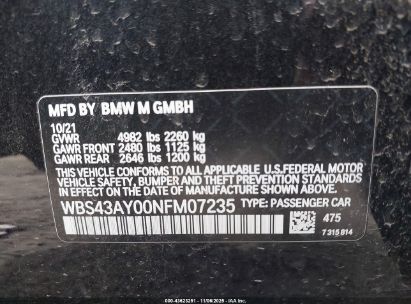 MFD BY BMW M GMBH
10/21
GVWR 4982 lbs 2260 kg
GAWR FRONT 2480 lbs 1125 kg
GAWR REAR 2646 lbs 1200 kg
THIS VEHICLE CONFORMS TO ALL APPLICABLE U.S.FEDERAL MOTOR
VEHICLE SAFETY, BUMPER AND THEFT PREVENTION STANDARDS
IN EFFECT ON THE DATE OF MANUFACTURE SHOWN ABOVE.
WBS43AY00NFM07235 TYPE: PASSENGER CAR
475
7 315 814